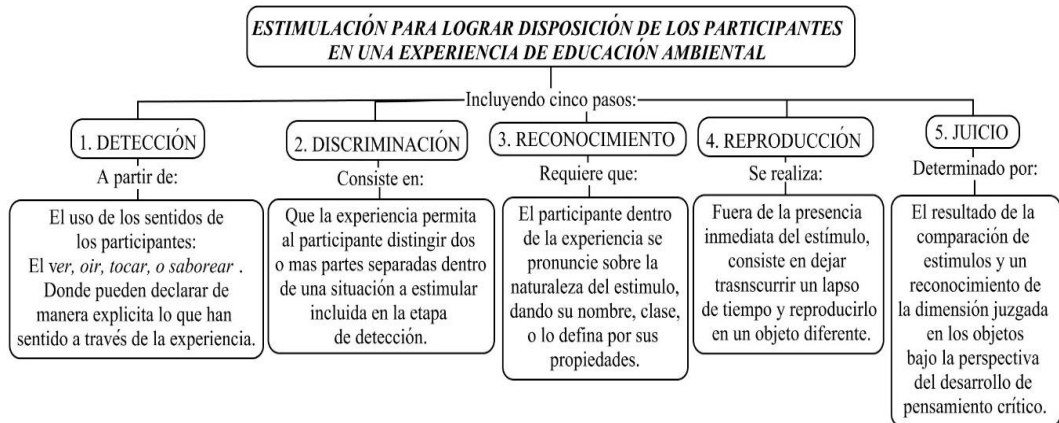 ESTIMULACIÓN PARA LOGRAR DISPOSICIÓN DE LOS PARTICIPANTES
EN UNA EXPERIENCIA DE EDUCACIÓN AMBIENTAL
Incluyendo cinco pasos:
1. DETECCIÓN
A partir de:
El uso de los sentidos de
los participantes:
El ver, oir, tocar, o saborear .
Donde pueden declarar de
manera explicita lo que han
sentido a través de la experiencia.
2. DISCRIMINACIÓN
Consiste en:
Que la experiencia permita
al participante distingir dos
o mas partes separadas dentro
de una situación a estimular
incluida en la etapa
de detección.
3. RECONOCIMIENTO
Requiere que:
El participante dentro
de la experiencia se
pronuncie sobre la
naturaleza del estimulo,
dando su nombre, clase,
o lo defina por sus
propiedades.
4. REPRODUCCIÓN
Se realiza:
Fuera de la presencia
inmediata del estímulo,
consiste en dejar
trasnscurrir un lapso
de tiempo y reproducirlo
en un objeto diferente.
5. JUICIO
Determinado por:
El resultado de la
comparación de
estimulos y un
reconocimiento de
la dimensión juzgada
en los objetos
bajo la perspectiva
del desarrollo de
pensamiento crítico.